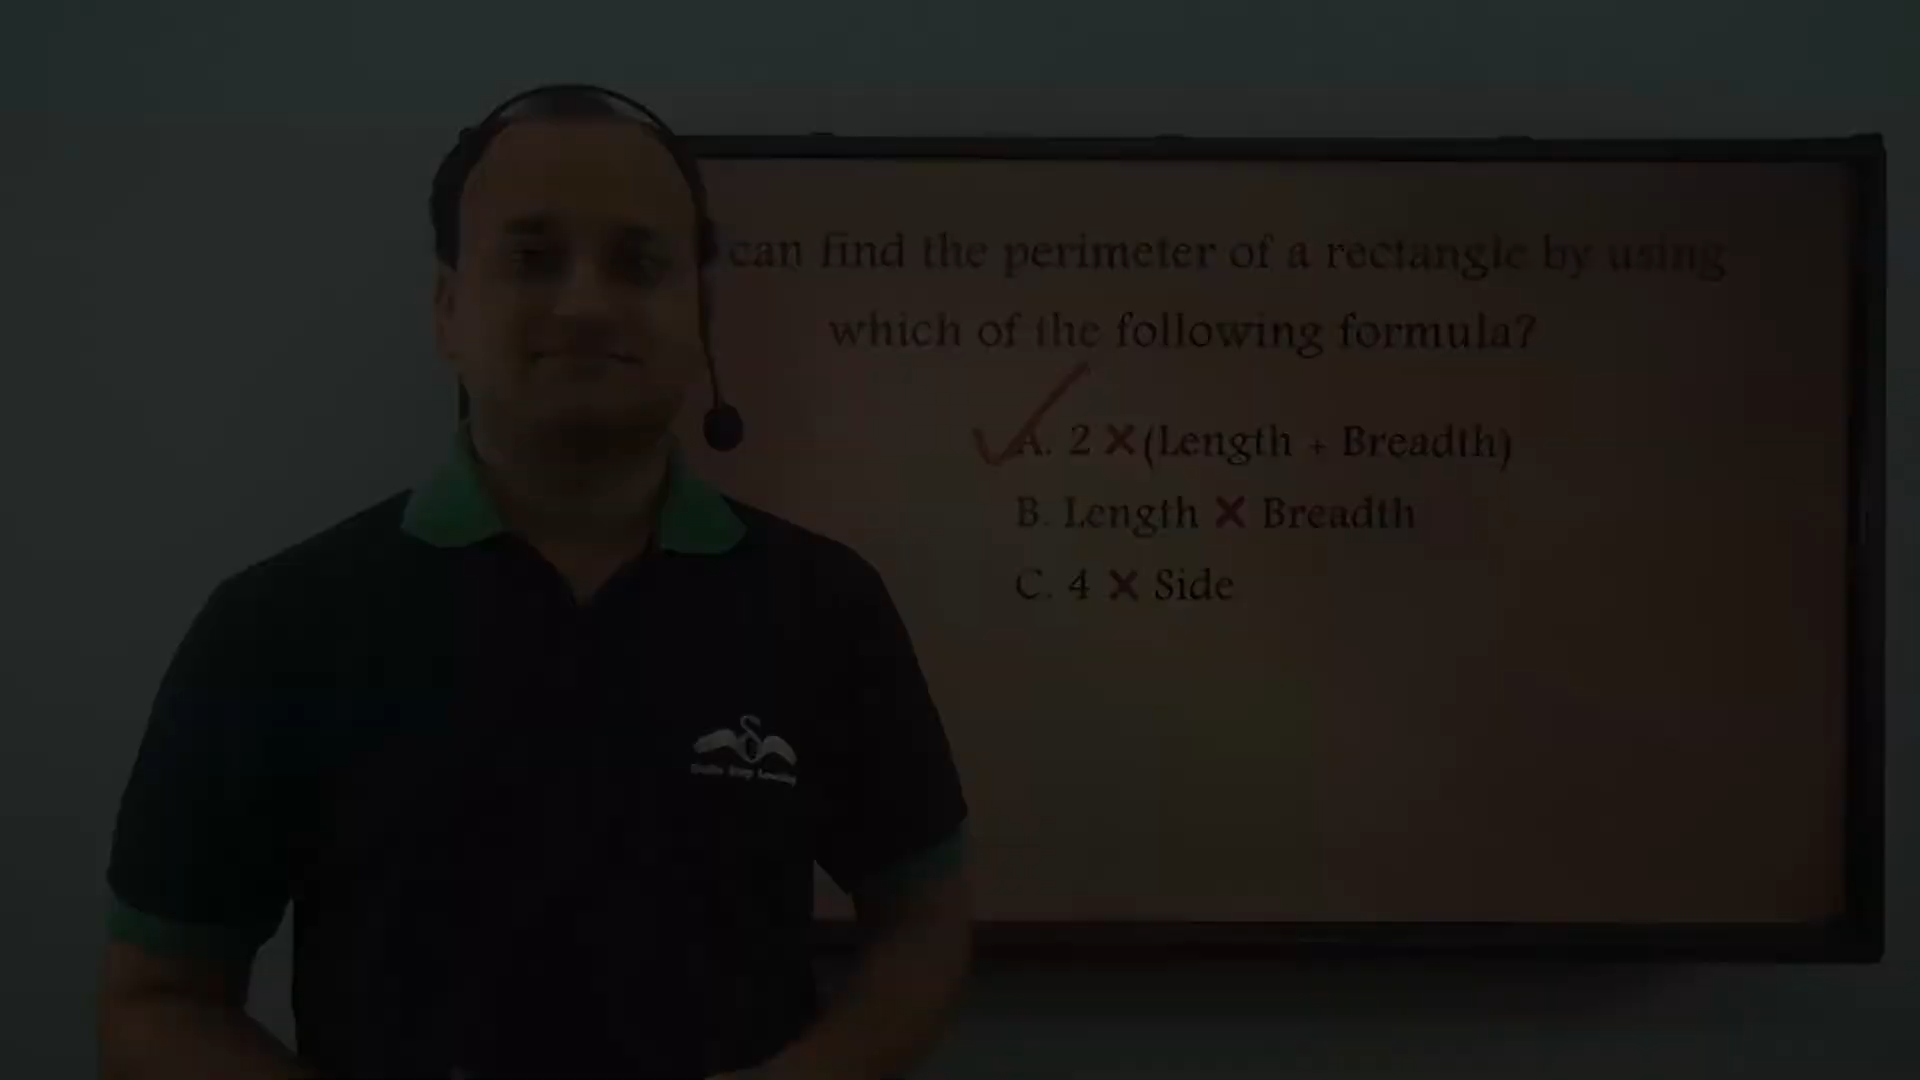 can find the perimeter of a rectangle by using
which of the following formula?
A. 2 ×(Length + Breadth)
B. Length × Breadth
C. 4 × Side